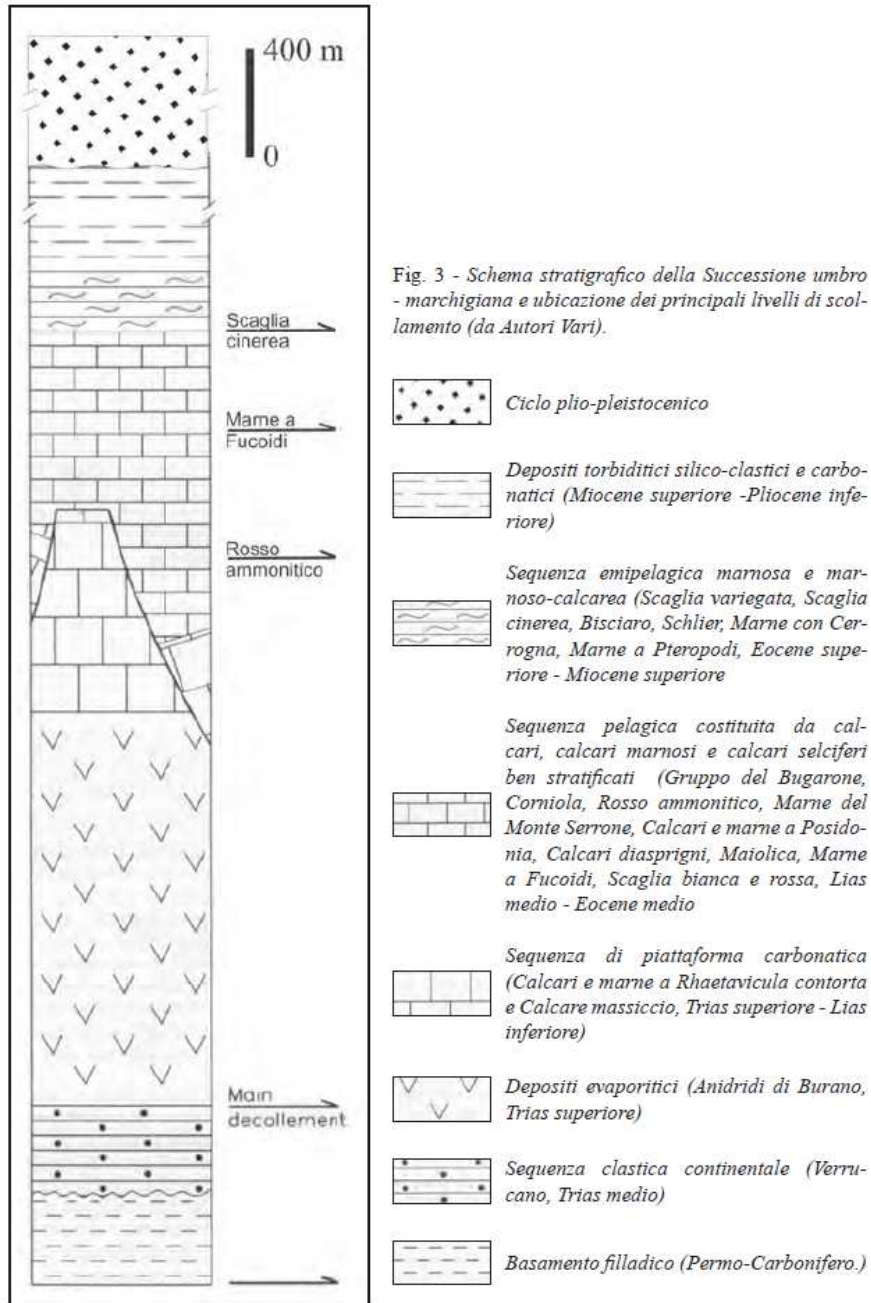 400 m
0
Scaglia
cinerea
Marne a
Fucoidi
Rosso
ammonitico
Main
decollement
Fig. 3 - Schema stratigrafico della Successione umbro
- marchigiana e ubicazione dei principali livelli di scol-
lamento (da Autori Vari).
Ciclo plio-pleistocenico
Depositi torbiditici silico-clastici e carbo-
natici (Miocene superiore -Pliocene infe-
riore)
Sequenza emipelagica marnosa e mar-
noso-calcarea (Scaglia variegata, Scaglia
cinerea, Bisciaro, Schlier, Marne con Cer-
rogna, Marne a Pteropodi, Eocene supe-
riore - Miocene superiore
Sequenza pelagica costituita da cal-
cari, calcari marnosi e calcari selciferi
ben stratificati (Gruppo del Bugarone,
Corniola, Rosso ammonitico, Marne del
Monte Serrone, Calcari e marne a Posido-
nia, Calcari diasprigni, Maiolica, Marne
a Fucoidi, Scaglia bianca e rossa, Lias
medio - Eocene medio
Sequenza di piattaforma carbonatica
(Calcari e marne a Rhaetavicula contorta
e Calcare massiccio, Trias superiore - Lias
inferiore)
Depositi evaporitici (Anidridi di Burano,
Trias superiore)
Sequenza clastica continentale (Verru-
cano, Trias medio)
Basamento filladico (Permo-Carbonifero.)